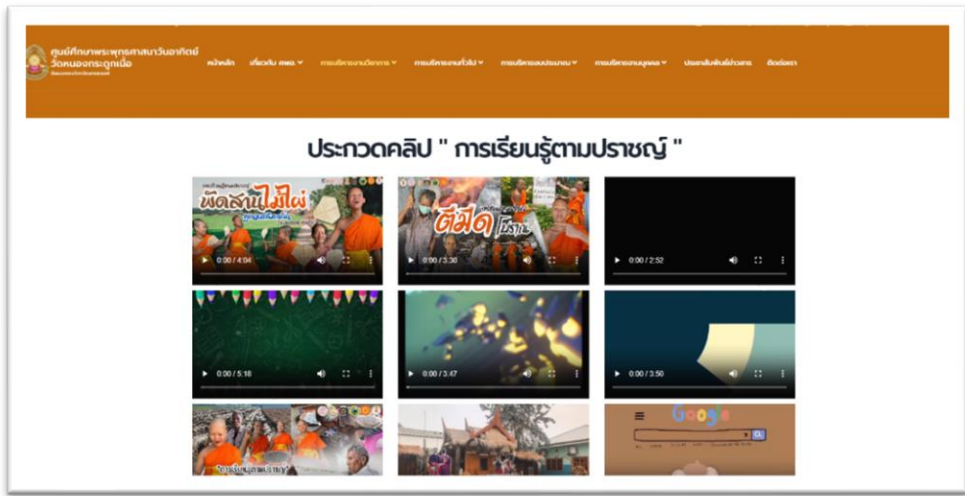 ศูนย์ศึกษาพระพุทธศาสนาวันอาทิตย์
วัดหนองกระดูกเนื้อ
หน้าหลัก เกี่ยวกับ ศพอ. การบริหารงานวิชาการ การบริหารงานทั่วไป การบริหารงบประมาณ การบริหารงานบุคคล ประชาสัมพันธ์ข่าวสาร ติดต่อเรา
ประกวดคลิป " การเรียนรู้ตามปราชญ์ "
ไม้ไผ่
0:00 / 4:04
ตีมีด โบราณ
0:00 / 3:30
0:00 / 2:52
0:00 / 5:18
0:00 / 3:47
0:00 / 3:50
Google